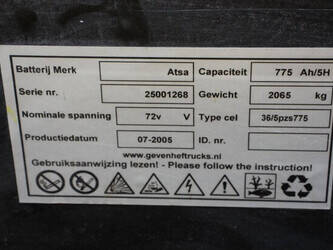 Batterij Merk Atsa Capaciteit 775 Ah/5H
Serie nr. 25001268 Gewicht 2065 kg
Nominale spanning 72v V Type cel 36/5pzs775
Productiedatum 07-2005 ID. nr.
www.gevenheftrucks.nl
Gebruiksaanwijzing lezen! - Please follow the instruction!